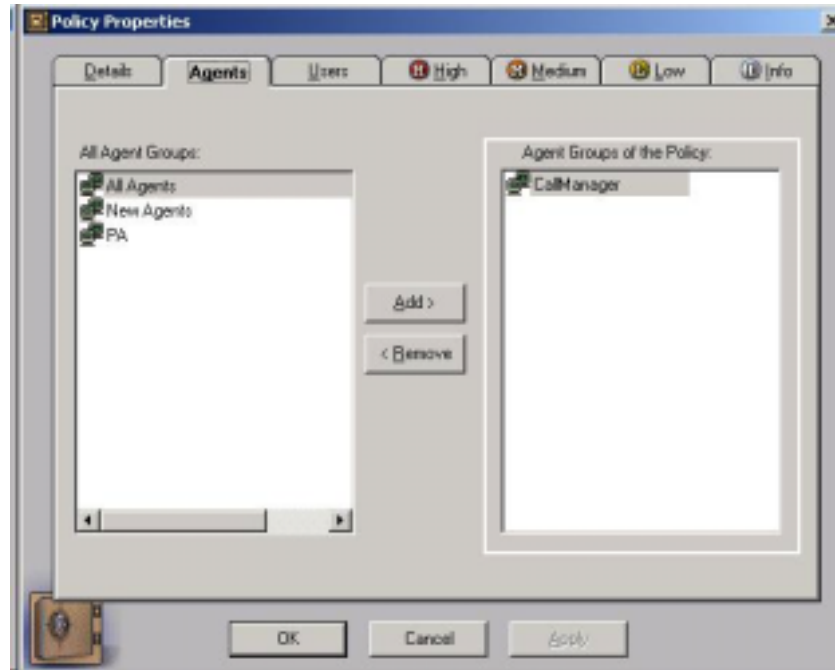 Policy Properties
Details Agents Users High Medium Low Info
All Agent Groups: Agent Groups of the Policy:
All Agents CallManager
New Agents
PA
Add >
< Remove
OK Cancel Apply